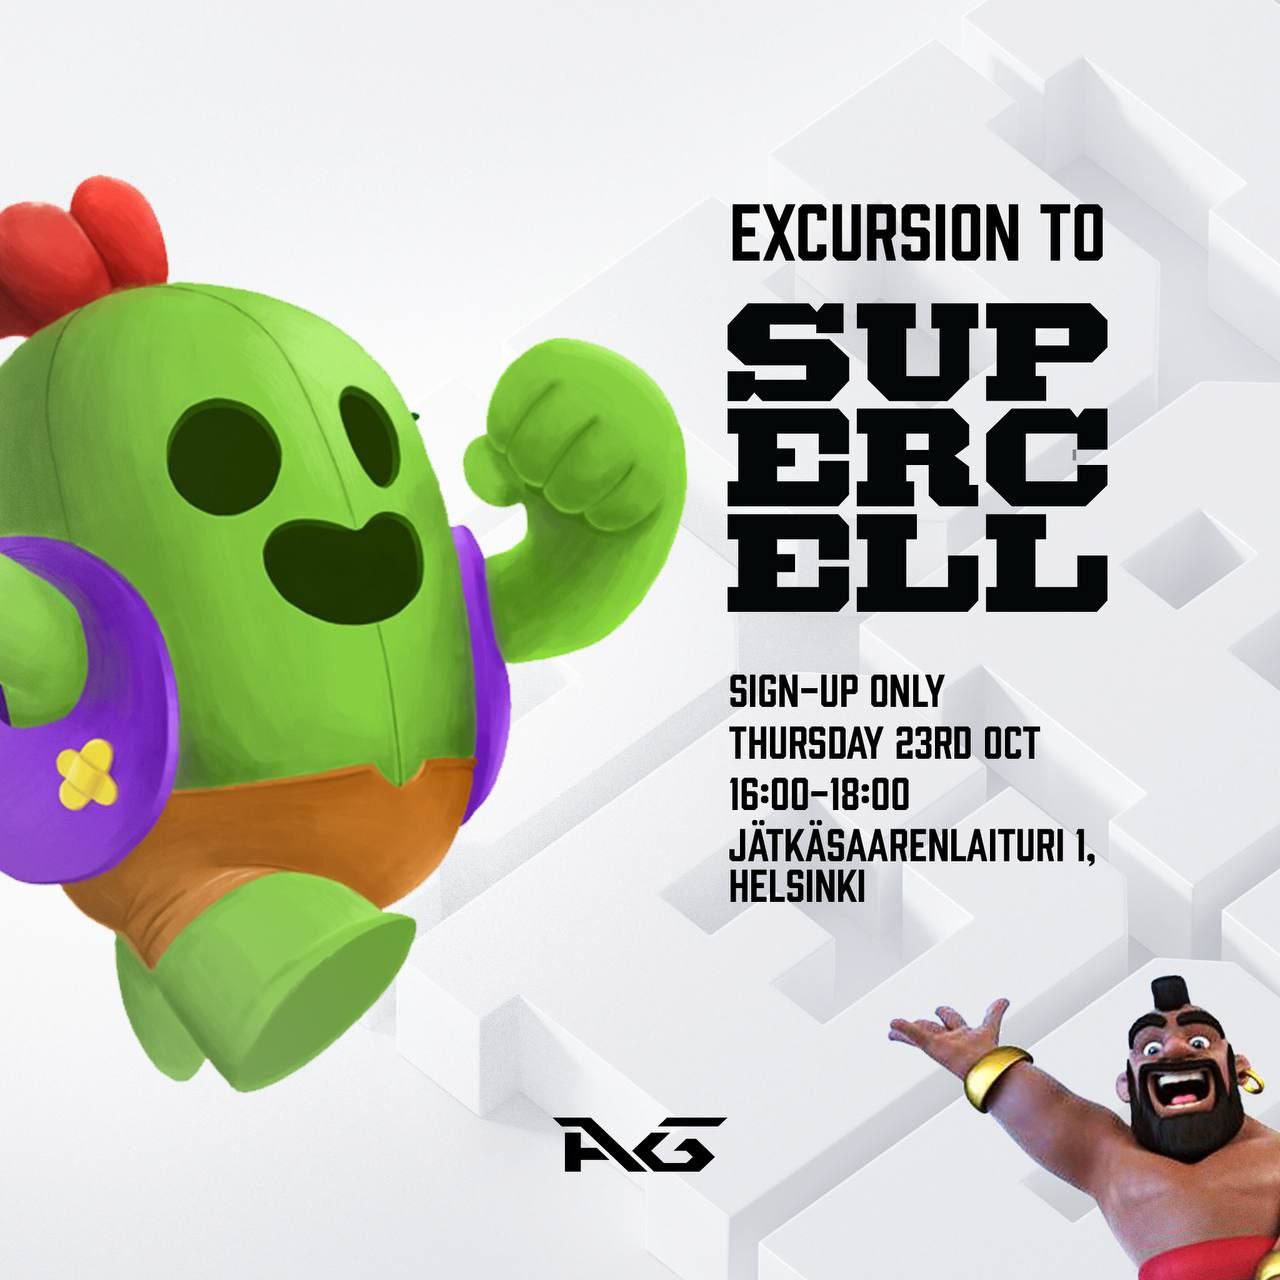 EXCURSION TO
SUP
ERC
ELL
SIGN-UP ONLY
THURSDAY 23RD OCT
16:00-18:00
JÄTKÄSAARENLAITURI 1,
HELSINKI
AG